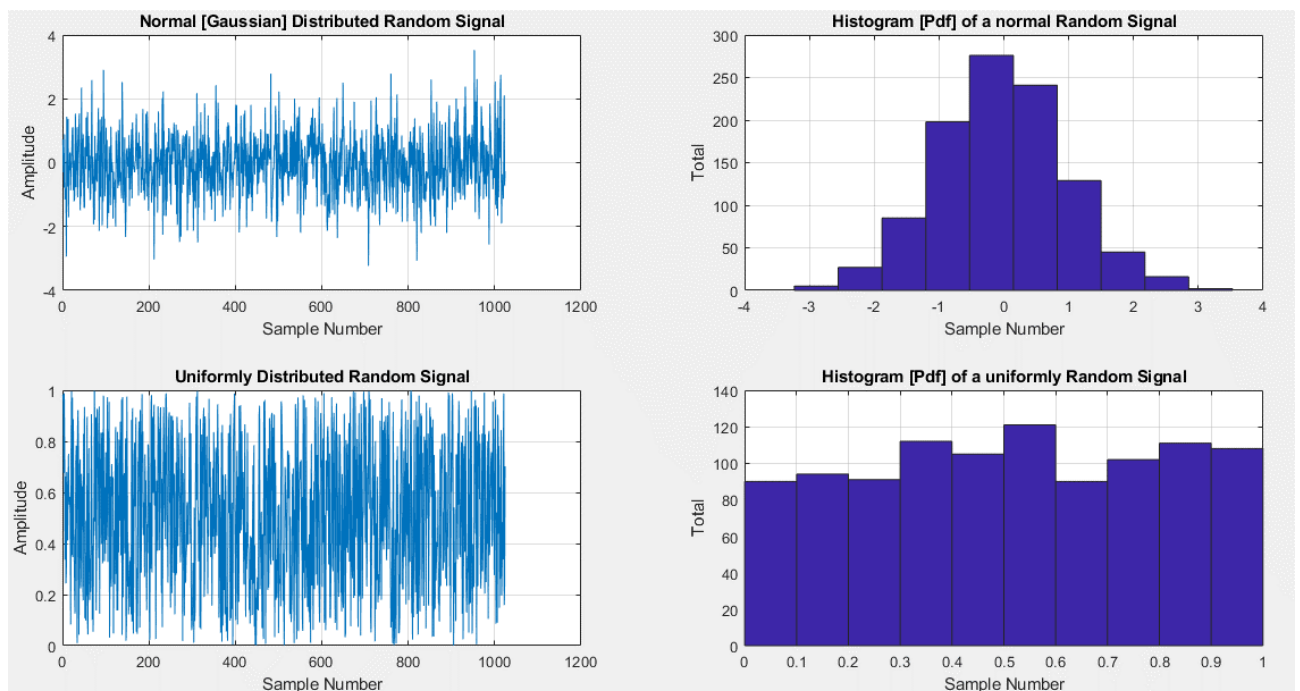 Normal [Gaussian] Distributed Random Signal
4
2
0
-2
-4
Amplitude
0 200 400 600 800 1000 1200
Sample Number
Histogram [Pdf] of a normal Random Signal
300
250
200
150
100
50
0
Total
-4 -3 -2 -1 0 1 2 3 4
Sample Number
Uniformly Distributed Random Signal
1
0.8
0.6
0.4
0.2
0
Amplitude
0 200 400 600 800 1000 1200
Sample Number
Histogram [Pdf] of a uniformly Random Signal
140
120
100
80
60
40
20
0
Total
0 0.1 0.2 0.3 0.4 0.5 0.6 0.7 0.8 0.9 1
Sample Number